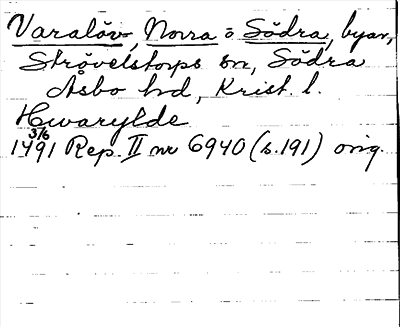 Varalöv, Norra o Södra, byar,
Strövelstorps sn, Södra
Åsbo hd, Krist. l.
Hwarylde
3/6
1491 Rep. II nr 6940 (s. 191) orig.